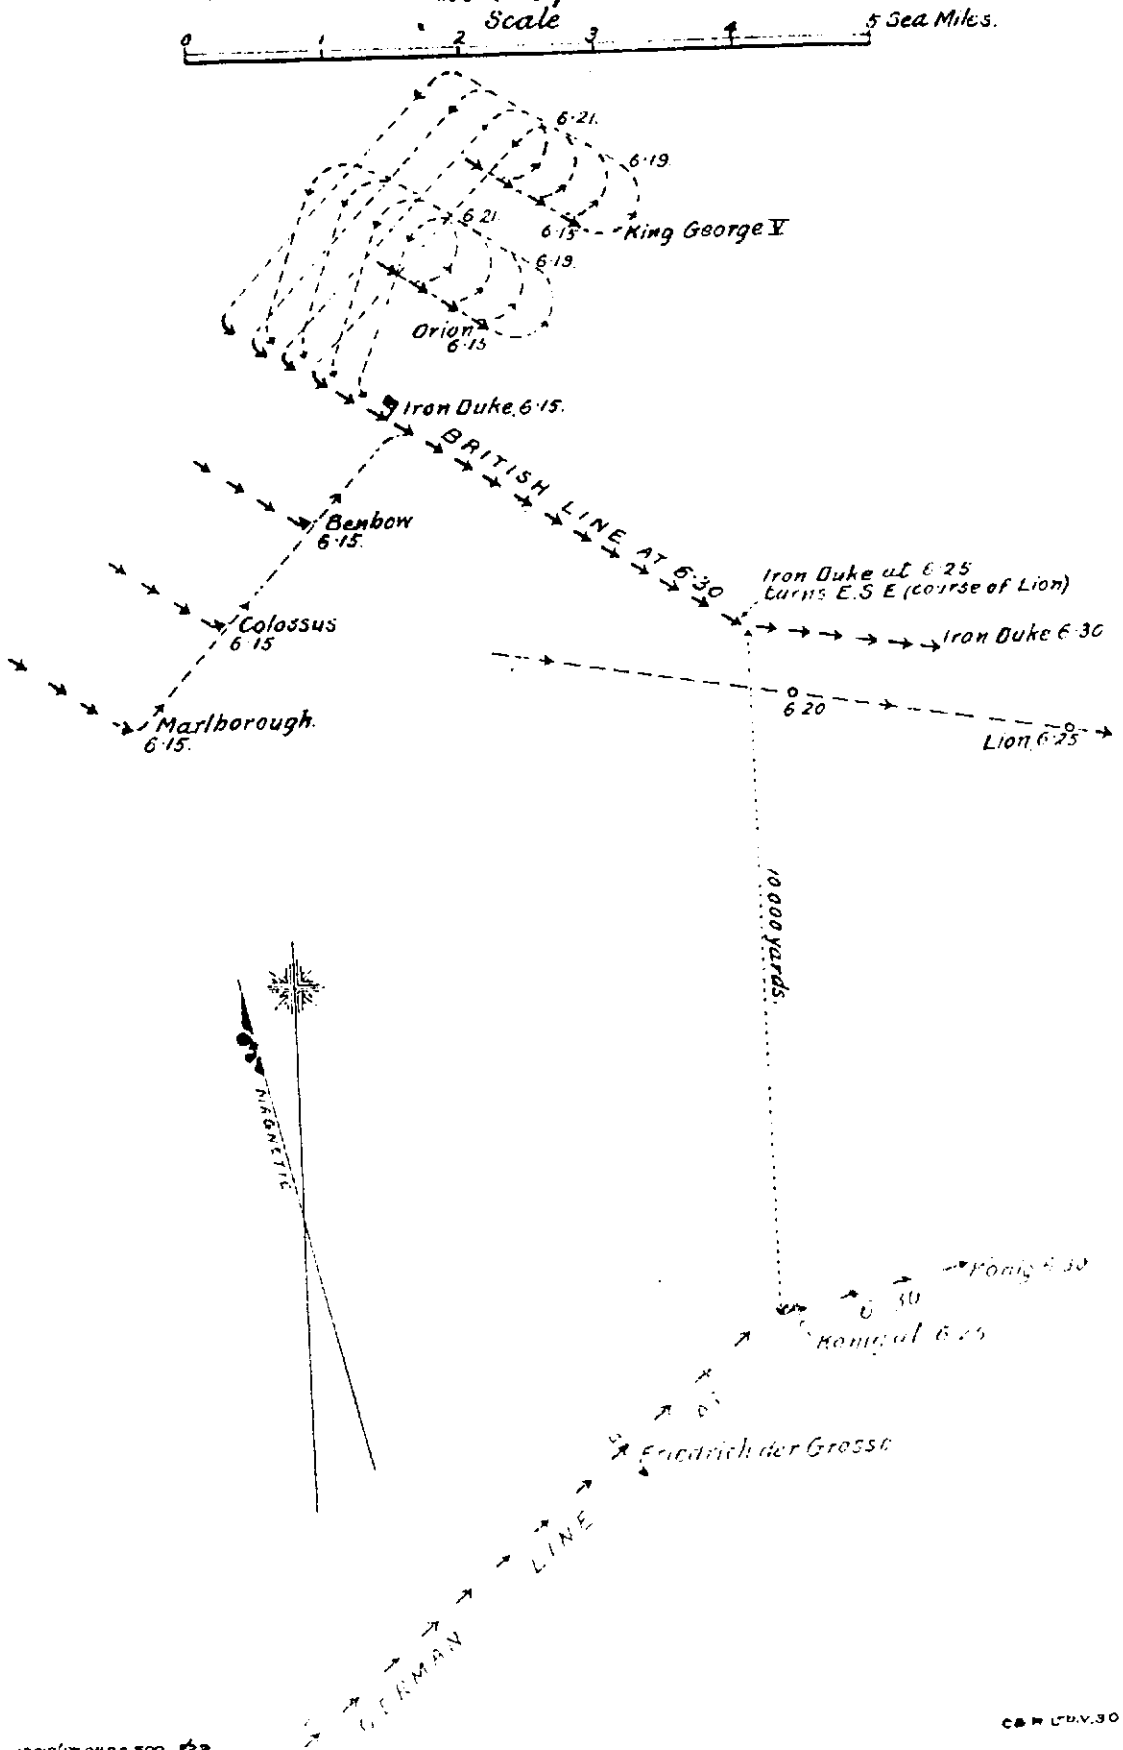 Scale
0 1 2 3 4 5 Sea Miles.
6·21.
6·19.
6·15 King George V
6·21.
6·19.
Orion
6·15
Iron Duke, 6·15.
BRITISH LINE AT 6·30
Benbow
6·15.
Iron Duke at 6·25
turns E.S E (course of Lion)
Colossus
6·15
Iron Duke 6·30
Marlborough.
6·15.
6·20
Lion, 6·25
10 000 yards.
MAGNETIC
König 6·30
6·30
König at 6·25
AT
Friedrich der Grosse
GERMAN LINE